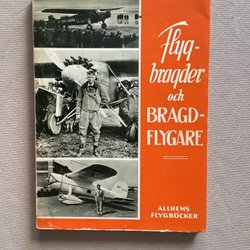 Flyg-
bragder
och
BRAGD-
FLYGARE
ALLHEMS
FLYGBÖCKER